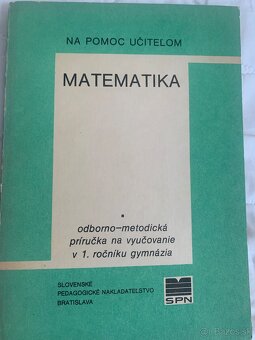 NA POMOC UČITEĽOM
MATEMATIKA
odborno-metodická
príručka na vyučovanie
v 1. ročníku gymnázia
SLOVENSKÉ
PEDAGOGICKÉ NAKLADATEĽSTVO
BRATISLAVA
SPN